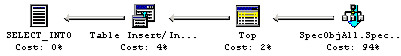 SELECT_INTO
Cost: 0%
Table Insert/In...
Cost: 4%
Top
Cost: 2%
SpecObjAll.Spec...
Cost: 94%